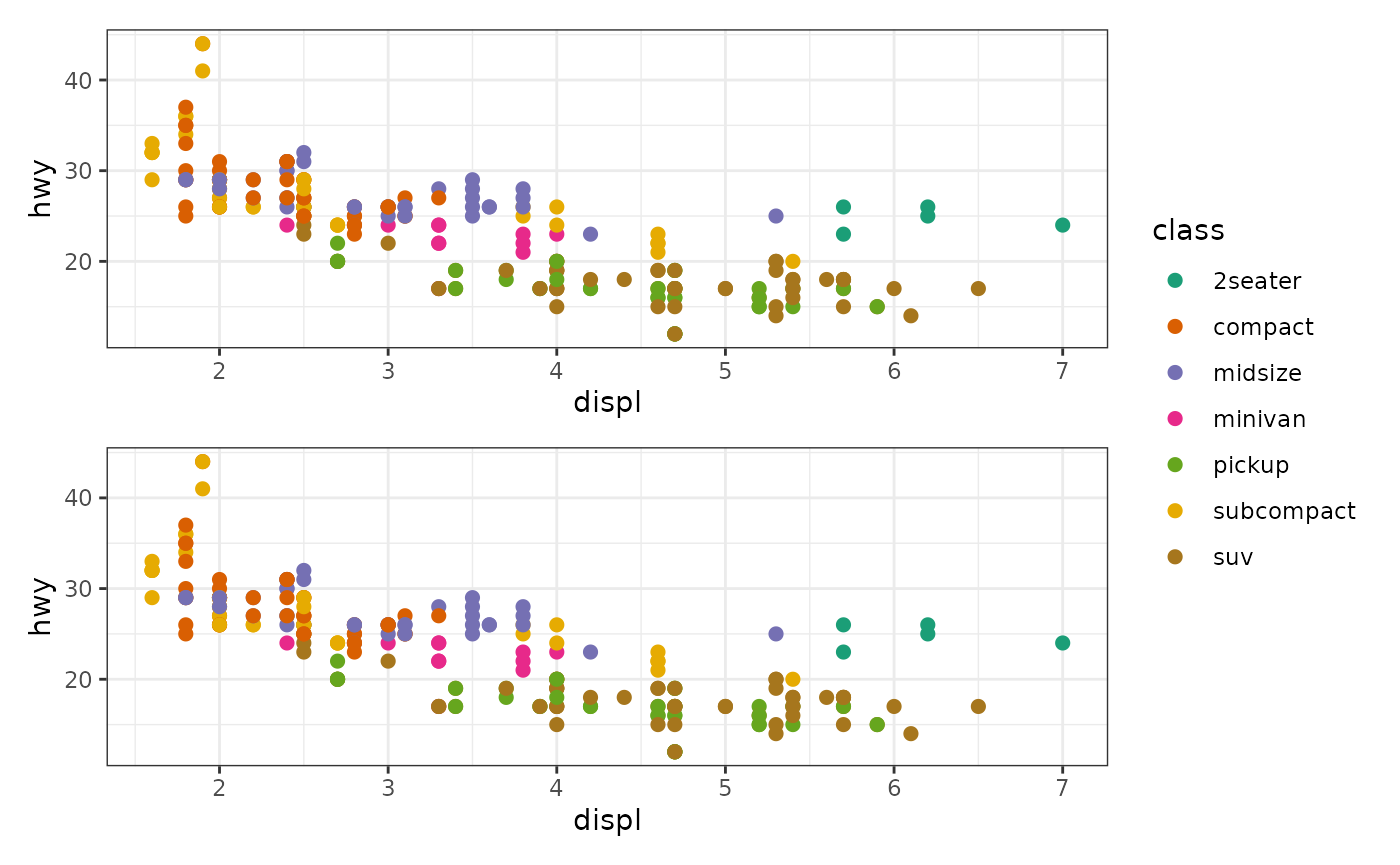 40
30
20
hwy
2 3 4 5 6 7
displ
40
30
20
hwy
2 3 4 5 6 7
displ
class
2seater
compact
midsize
minivan
pickup
subcompact
suv